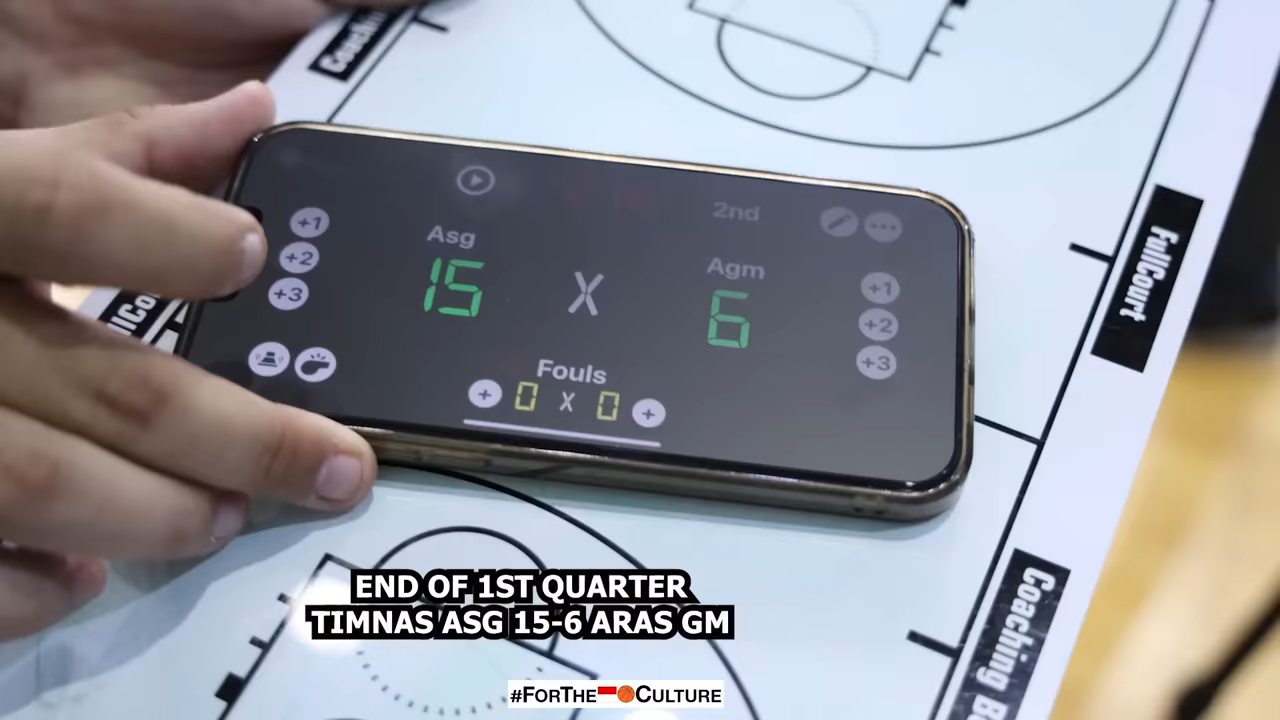 Coaching
2nd
+1
+2
+3
Asg
15
X
Agm
6
+1
+2
+3
Fouls
+ 0 X 0 +
FullCourt
Coaching
END OF 1ST QUARTER
TIMNAS ASG 15-6 ARAS GM
#FORTHE CULTURE